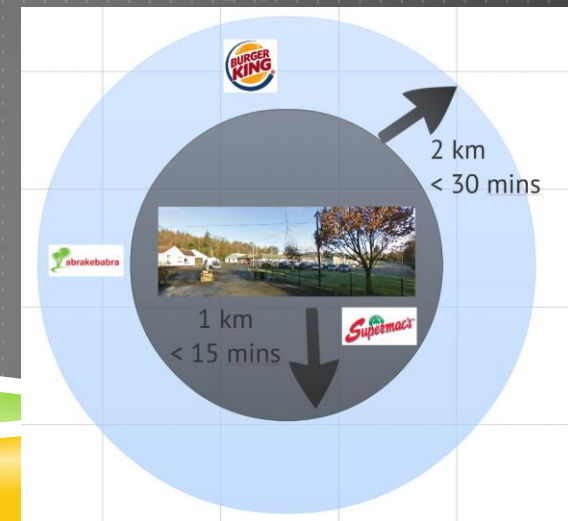 BURGER
KING
2 km
< 30 mins
abrakebabra
1 km
< 15 mins
Supermac's